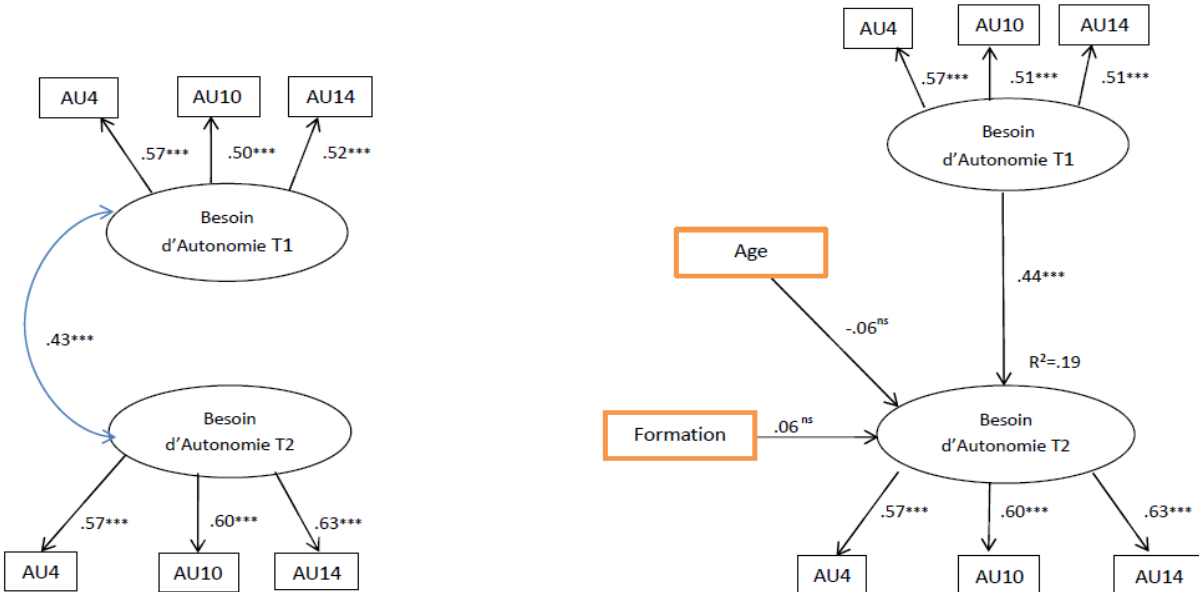 AU4
AU10
AU14
.57***
.50***
.52***
Besoin
d'Autonomie T1
.43***
Besoin
d'Autonomie T2
.57***
.60***
.63***
AU4
AU10
AU14
AU4
AU10
AU14
.57***
.51***
.51***
Besoin
d'Autonomie T1
Age
.44***
-.06ns
R²=.19
Formation
.06 ns
Besoin
d'Autonomie T2
.57***
.60***
.63***
AU4
AU10
AU14